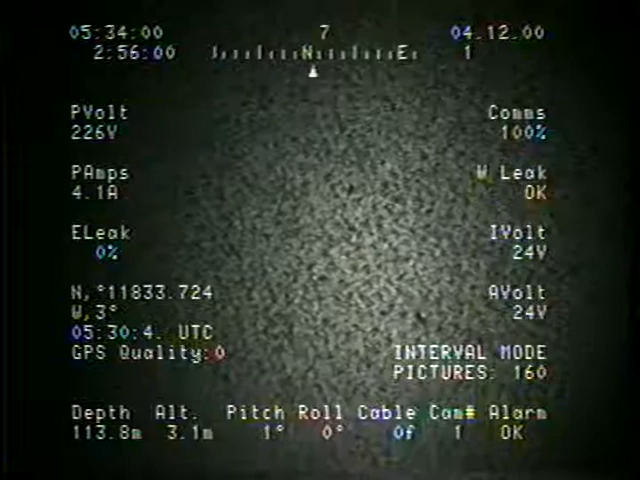 05:34:00 7 04.12.00
2:56:00 N E 1
PVolt Comms
226V 100%
PAmps W Leak
4.1A OK
ELeak IVolt
0% 24V
N,°11833.724 AVolt
W,3° 24V
05:30:4. UTC
GPS Quality:0 INTERVAL MODE
PICTURES: 160
Depth Alt. Pitch Roll Cable Cam# Alarm
113.8m 3.1m 1° 0° 0f 1 OK